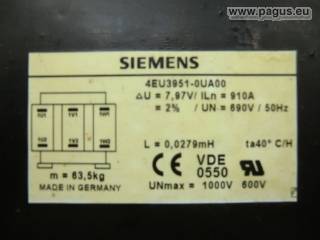 www.pagus.eu
SIEMENS
4EU3951-0UA00
△U = 7,97V/ ILn = 910A
= 2% / UN = 690V / 50Hz
1U1 1V1 1W1
1U2 1V2 1W2
L = 0,0279mH ta40° C/H
m = 63,5kg
MADE IN GERMANY
CE VDE
0550
UNmax = 1000V 600V